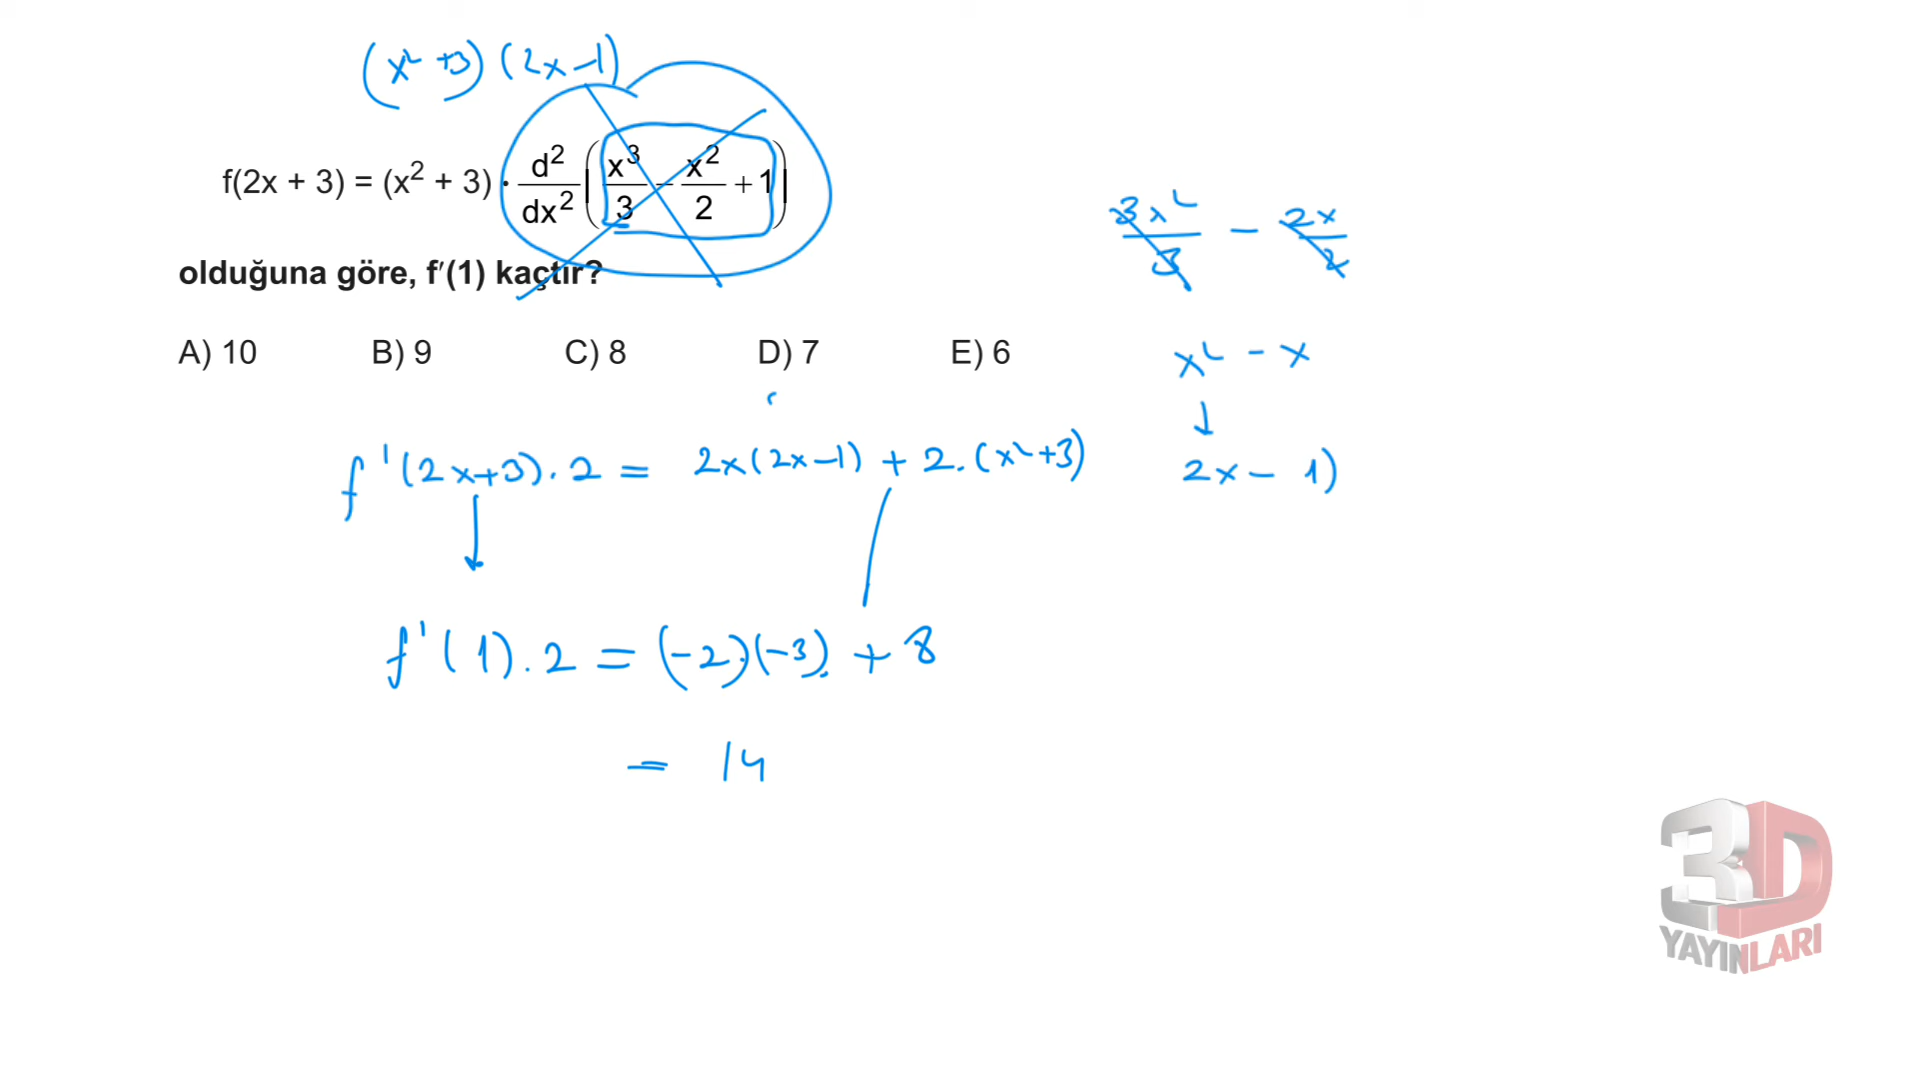 (x² + 3) (2x - 1)
f(2x + 3) = (x² + 3) · d²/dx² (x³/3 - x²/2 + 1)
3x²/3 - 2x/2
olduğuna göre, f′(1) kaçtır?
A) 10 B) 9 C) 8 D) 7 E) 6
x² - x
f'(2x+3).2 = 2x(2x-1) + 2.(x²+3)
2x - 1)
f'(1).2 = (-2)(-3) + 8
= 14
3D
YAYINLARI